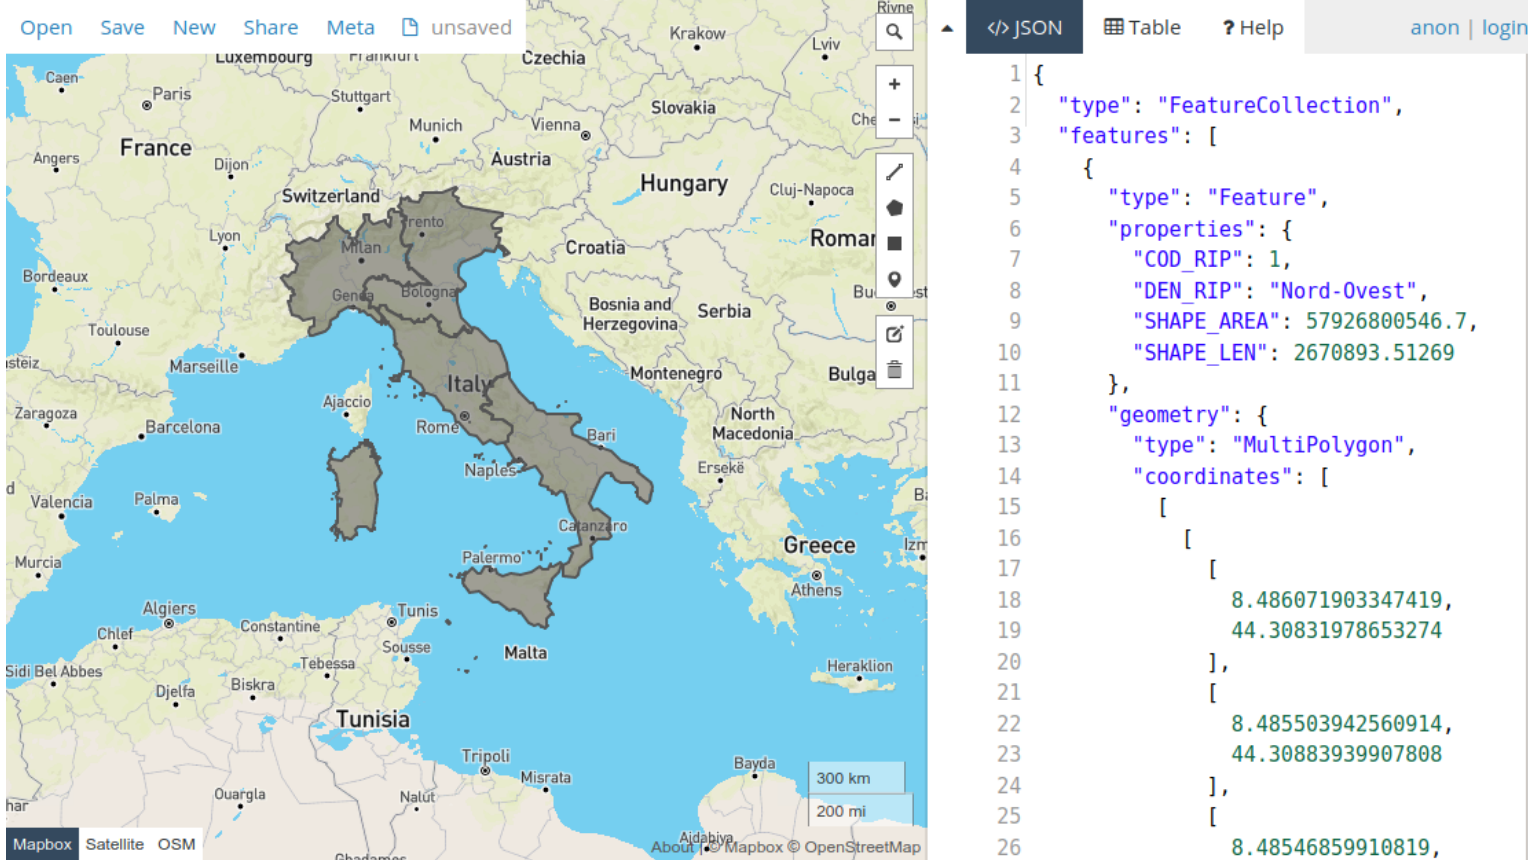 Open Save New Share Meta unsaved
</> JSON Table ? Help anon | login
Rivne
Krakow
Lviv
Luxembourg
Frankfurt
Czechia
Caen
Paris
Stuttgart
Slovakia
Munich
Vienna
France
Angers
Dijon
Austria
Switzerland
Hungary
Cluj-Napoca
Lyon
Trento
Milan
Croatia
Bordeaux
Genoa
Bologna
Bosnia and
Herzegovina
Serbia
Toulouse
Marseille
Montenegro
Italy
Ajaccio
Zaragoza
Barcelona
Rome
North
Macedonia
Bari
Naples
Ersekë
Valencia
Palma
Catanzaro
Palermo
Greece
Murcia
Athens
Algiers
Tunis
Chlef
Constantine
Sousse
Malta
Sidi Bel Abbes
Tebessa
Heraklion
Djelfa
Biskra
Tunisia
Tripoli
Bayda
Misrata
300 km
Ouargla
Nalut
200 mi
Ajdabiya
Mapbox Satellite OSM
About | © Mapbox © OpenStreetMap
Ghadames
1 {
2 "type": "FeatureCollection",
3 "features": [
4 {
5 "type": "Feature",
6 "properties": {
7 "COD_RIP": 1,
8 "DEN_RIP": "Nord-Ovest",
9 "SHAPE_AREA": 57926800546.7,
10 "SHAPE_LEN": 2670893.51269
11 },
12 "geometry": {
13 "type": "MultiPolygon",
14 "coordinates": [
15 [
16 [
17 [
18 8.486071903347419,
19 44.30831978653274
20 ],
21 [
22 8.485503942560914,
23 44.30883939907808
24 ],
25 [
26 8.48546859910819,